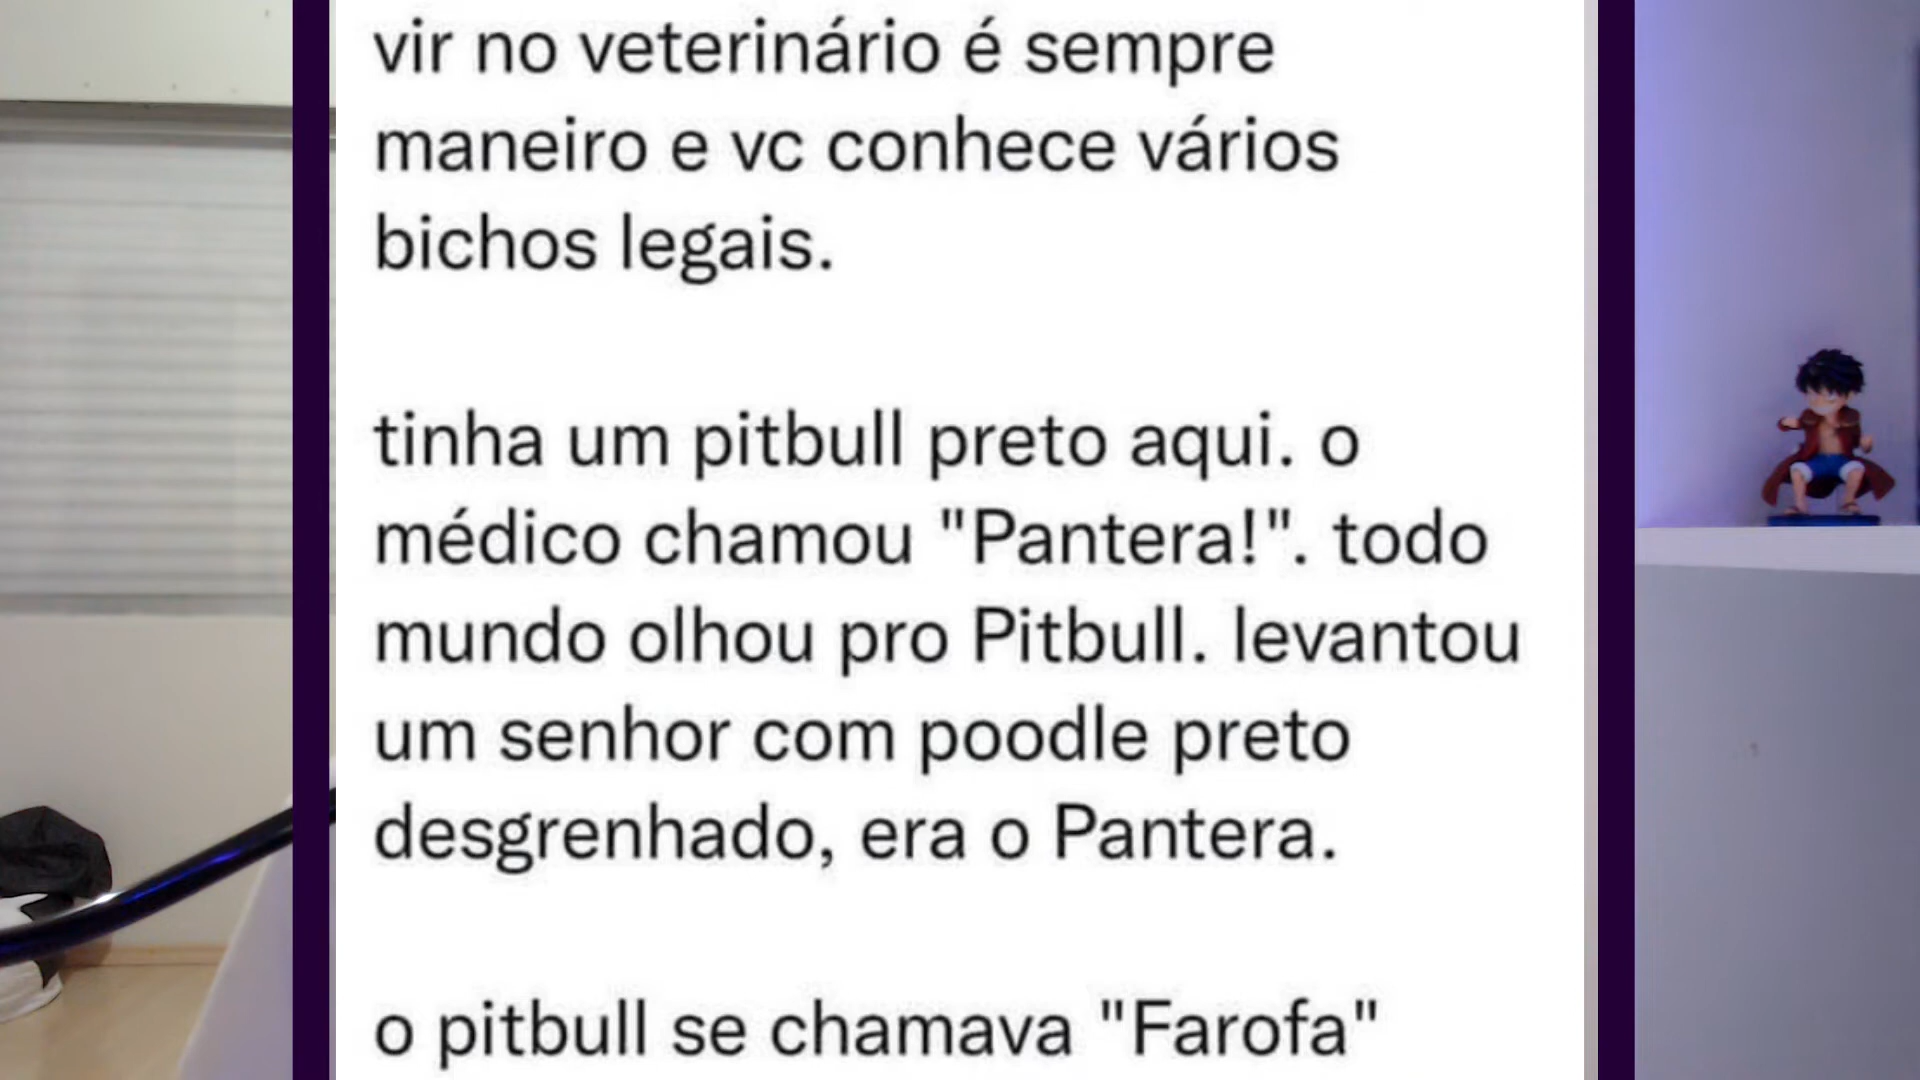 vir no veterinário é sempre
maneiro e vc conhece vários
bichos legais.
tinha um pitbull preto aqui. o
médico chamou "Pantera!". todo
mundo olhou pro Pitbull. levantou
um senhor com poodle preto
desgrenhado, era o Pantera.
o pitbull se chamava "Farofa"